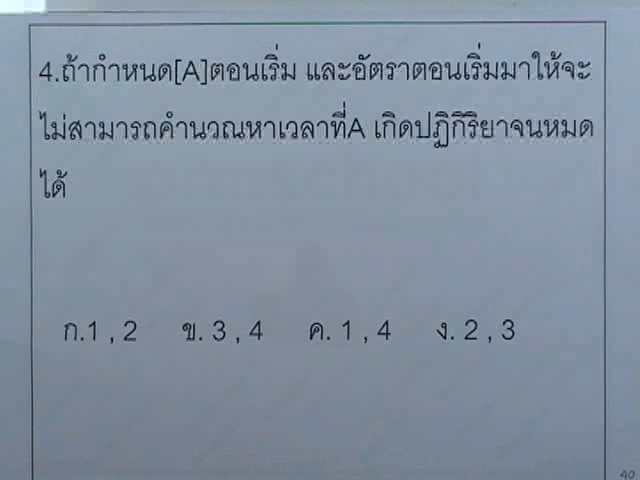 4.ถ้ากำหนด[A]ตอนเริ่ม และอัตราตอนเริ่มมาให้จะ
ไม่สามารถคำนวณหาเวลาที่A เกิดปฏิกิริยาจนหมด
ได้
ก.1 , 2 ข. 3 , 4 ค. 1 , 4 ง. 2 , 3
40